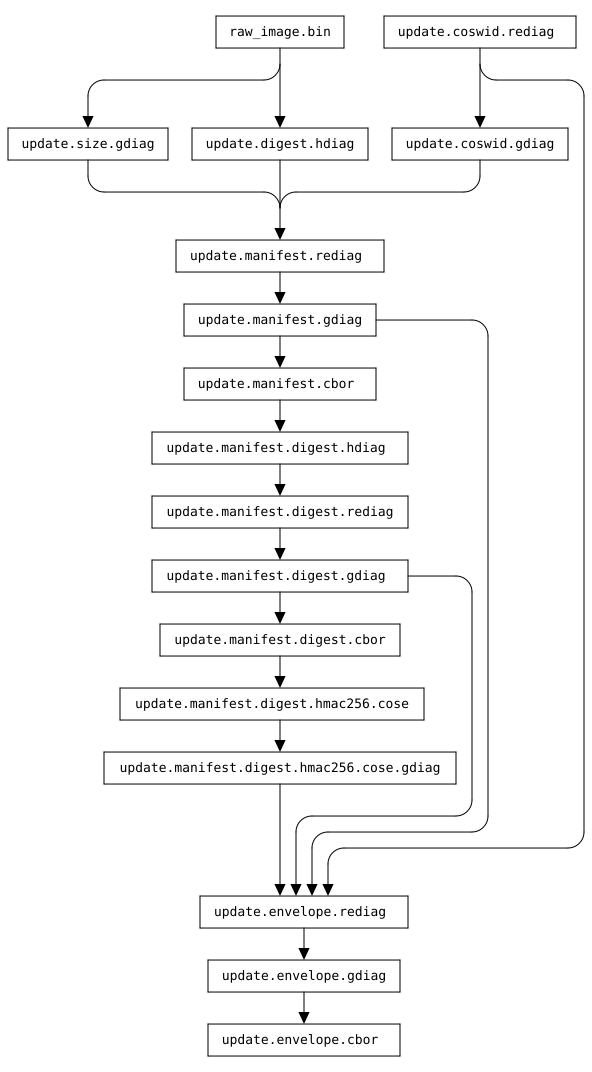 raw_image.bin
update.coswid.rediag
update.size.gdiag
update.digest.hdiag
update.coswid.gdiag
update.manifest.rediag
update.manifest.gdiag
update.manifest.cbor
update.manifest.digest.hdiag
update.manifest.digest.rediag
update.manifest.digest.gdiag
update.manifest.digest.cbor
update.manifest.digest.hmac256.cose
update.manifest.digest.hmac256.cose.gdiag
update.envelope.rediag
update.envelope.gdiag
update.envelope.cbor